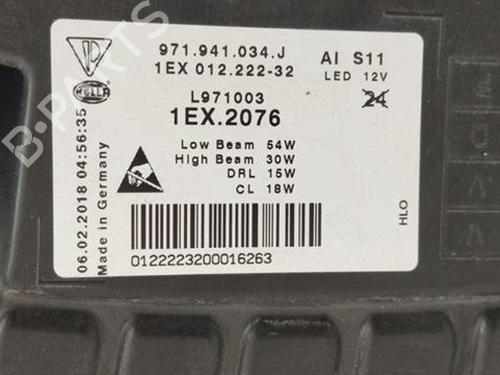 971.941.034.J
1EX 012.222-32
AI S11
LED 12V
24
HELLA
L971003
1EX.2076
Low Beam 54W
High Beam 30W
DRL 15W
CL 18W
0122223200016263
06.02.2018 04:56:35
Made in Germany
HLO
B-PARTS